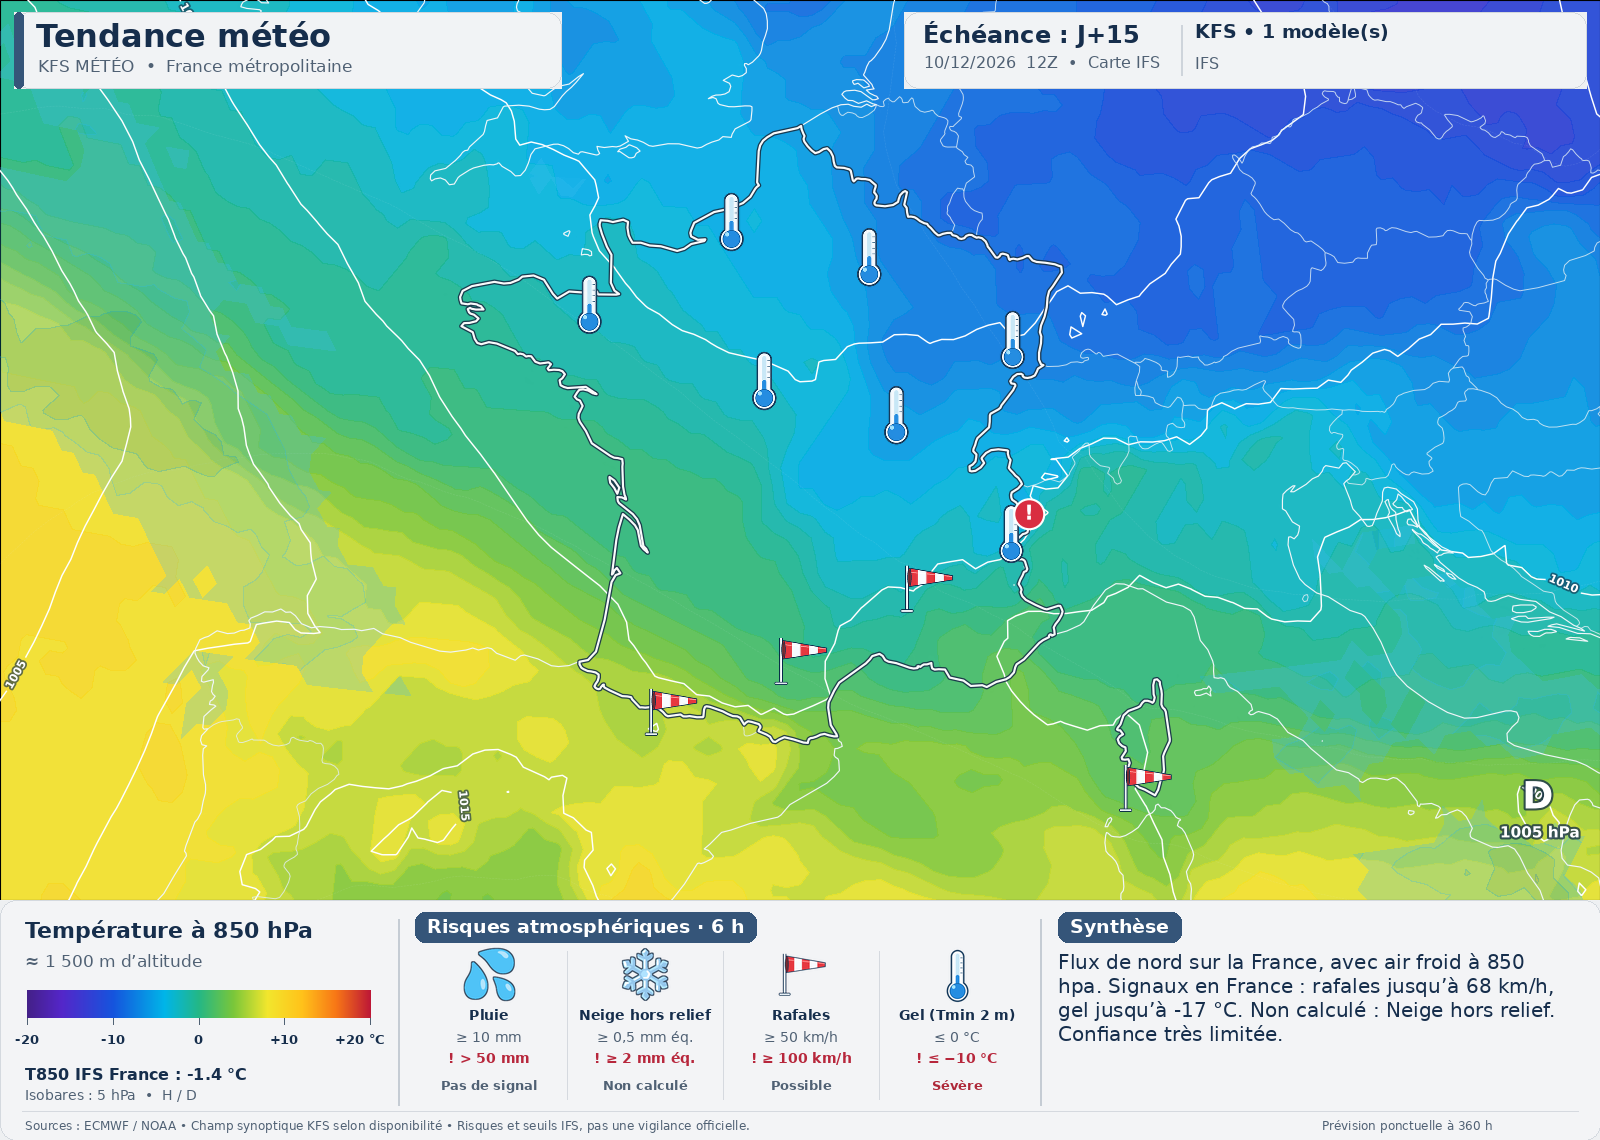 Tendance météo
KFS MÉTÉO • France métropolitaine
Échéance : J+15
10/12/2026 12Z • Carte IFS
KFS • 1 modèle(s)
IFS
1005
1015
1010
D
1005 hPa
!
Température à 850 hPa
≈ 1 500 m d’altitude
-20 -10 0 +10 +20 °C
T850 IFS France : -1.4 °C
Isobares : 5 hPa • H / D
Risques atmosphériques · 6 h
Pluie
≥ 10 mm
! > 50 mm
Pas de signal
Neige hors relief
≥ 0,5 mm éq.
! ≥ 2 mm éq.
Non calculé
Rafales
≥ 50 km/h
! ≥ 100 km/h
Possible
Gel (Tmin 2 m)
≤ 0 °C
! ≤ −10 °C
Sévère
Synthèse
Flux de nord sur la France, avec air froid à 850
hpa. Signaux en France : rafales jusqu’à 68 km/h,
gel jusqu’à -17 °C. Non calculé : Neige hors relief.
Confiance très limitée.
Sources : ECMWF / NOAA • Champ synoptique KFS selon disponibilité • Risques et seuils IFS, pas une vigilance officielle.
Prévision ponctuelle à 360 h